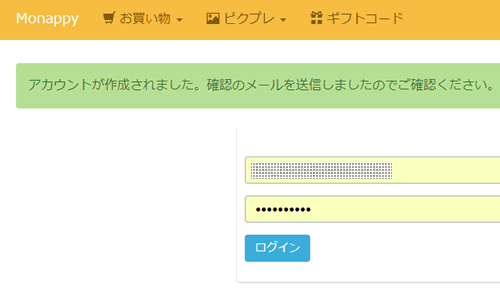 Monappy お買い物 ピクプレ ギフトコード
アカウントが作成されました。確認のメールを送信しましたのでご確認ください。
••••••••••
ログイン